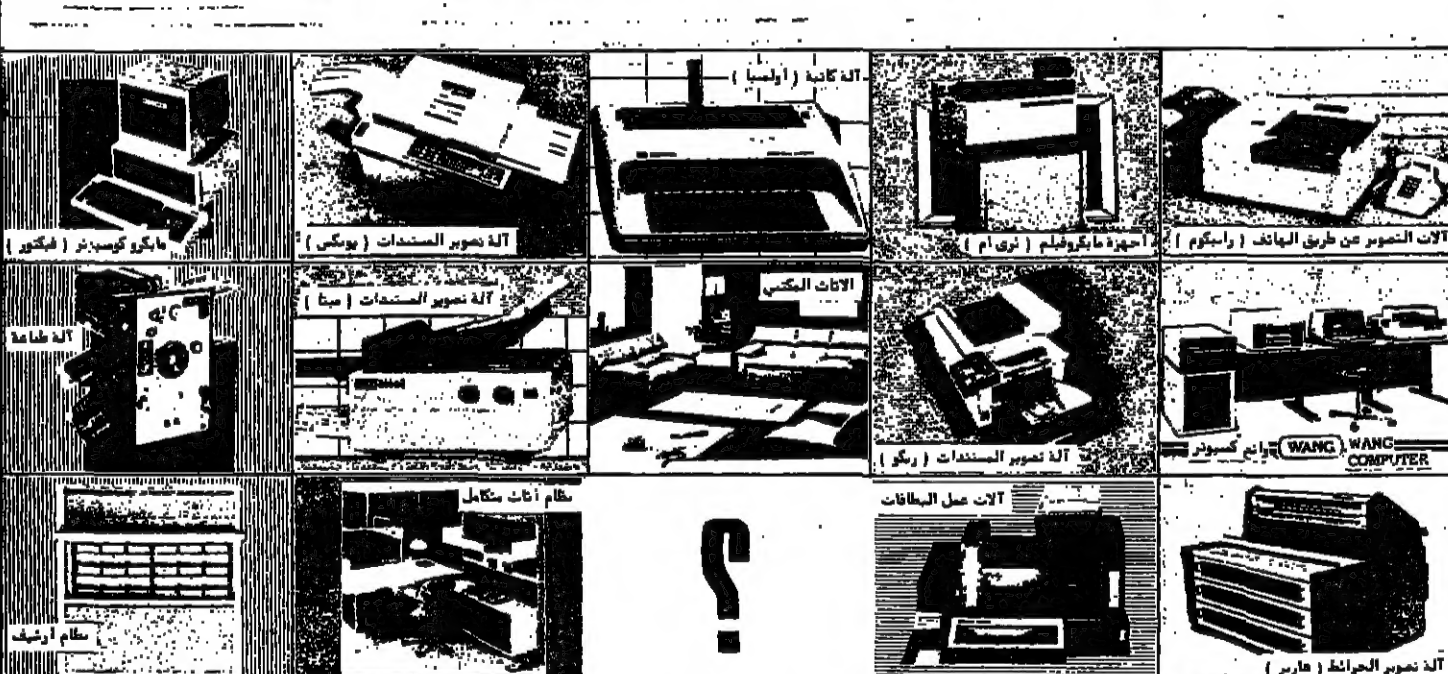 آلات التصوير عن طريق الهاتف ( راميكوم )
أجهزة مايكروفيلم ( ثري ام )
آلة كاتبة ( أولمبيا )
آلة تصوير المستندات ( يوبكس )
مايكرو كومبيوتر ( فيكتور )
وانج كمبيوتر WANG WANG COMPUTER
آلة تصوير المستندات ( ريكو )
الاثاث المكتبي
آلة تصوير المستندات ( ميتا )
آلة طباعة
آلة تصوير الخرائط ( هاربر )
آلات عمل البطاقات
?
نظام أثاث متكامل
نظام أرشيف